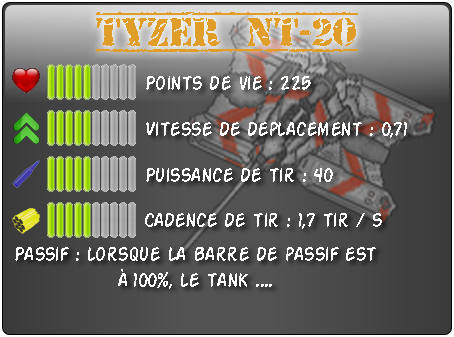 TYZER NT-20
POINTS DE VIE : 225
VITESSE DE DEPLACEMENT : 0,71
PUISSANCE DE TIR : 40
CADENCE DE TIR : 1,7 TIR / S
PASSIF : LORSQUE LA BARRE DE PASSIF EST
À 100%, LE TANK ....